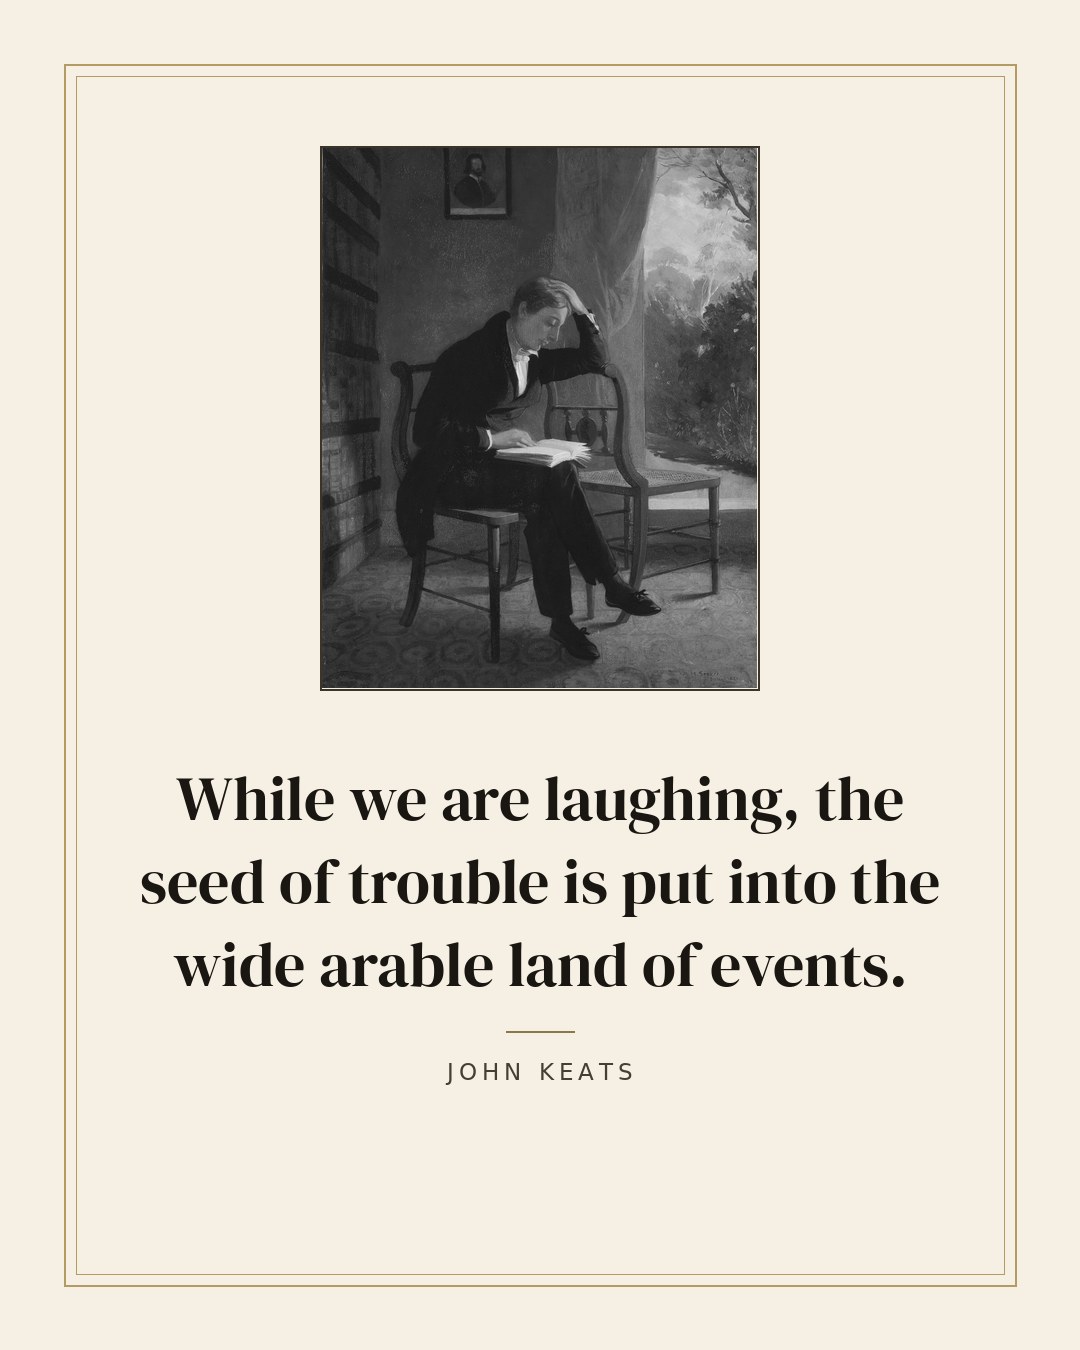 While we are laughing, the
seed of trouble is put into the
wide arable land of events.
JOHN KEATS